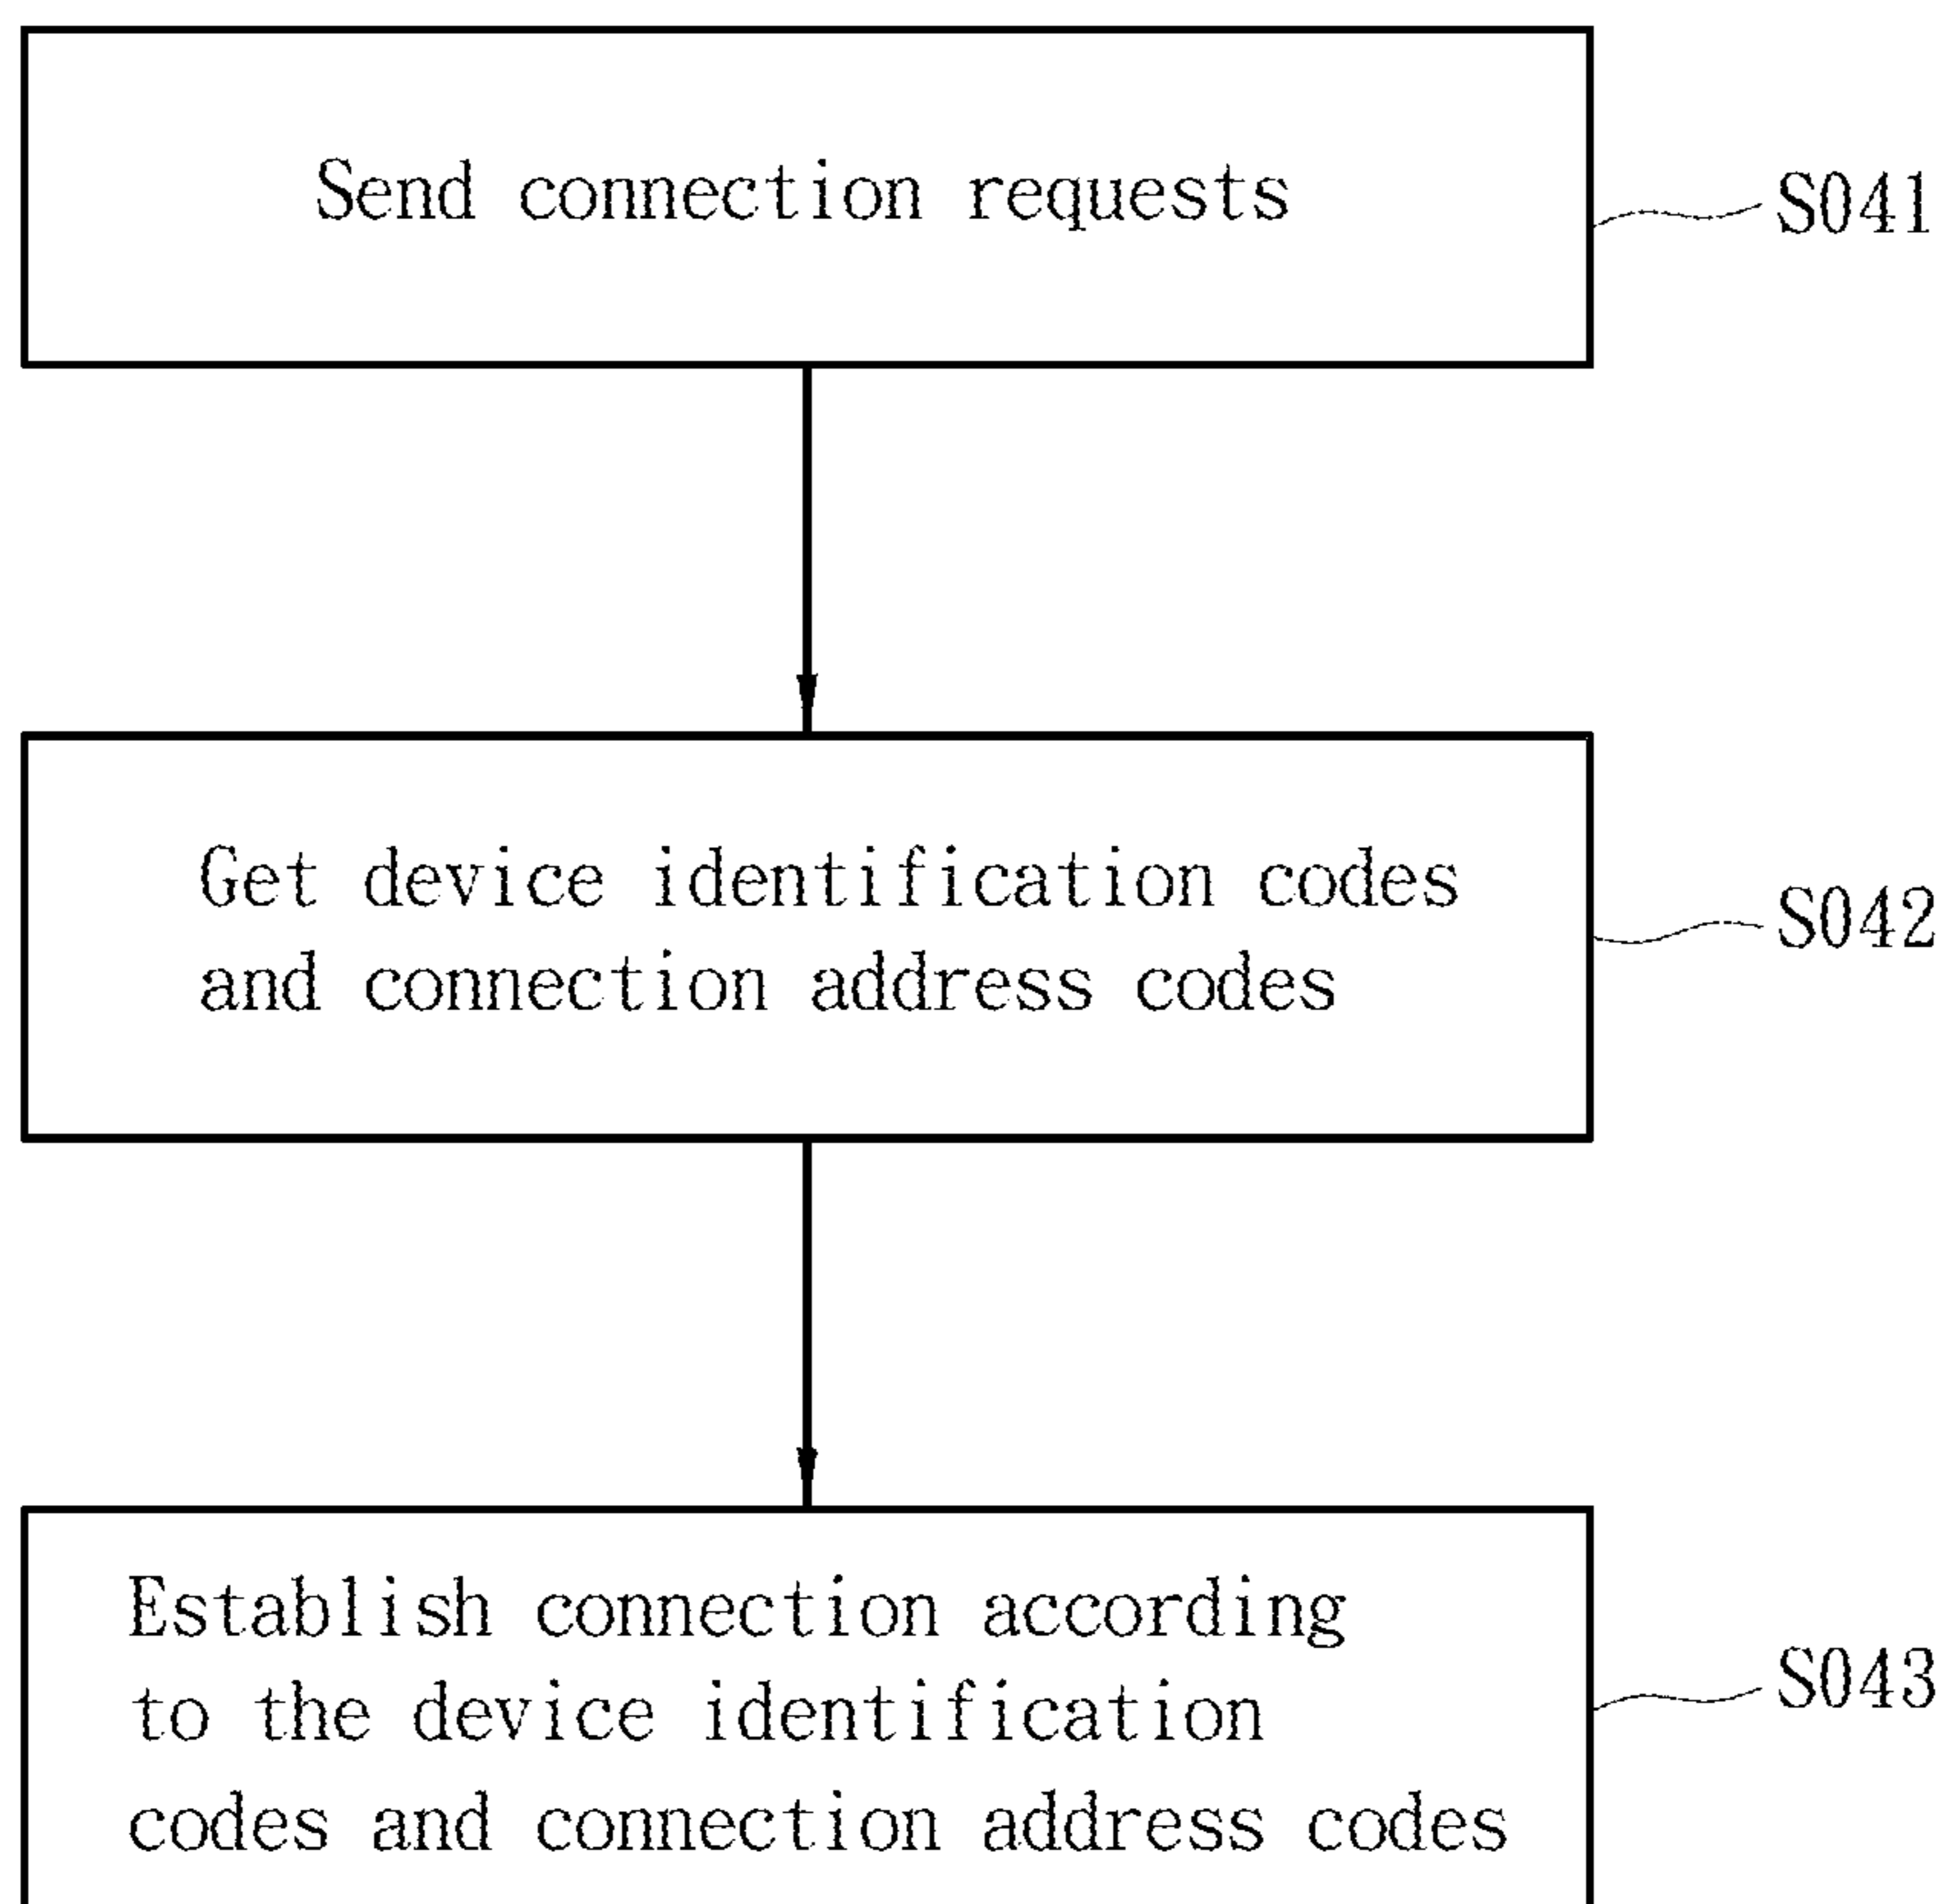 Send connection requests
S041
Get device identification codes
and connection address codes
S042
Establish connection according
to the device identification
codes and connection address codes
S043